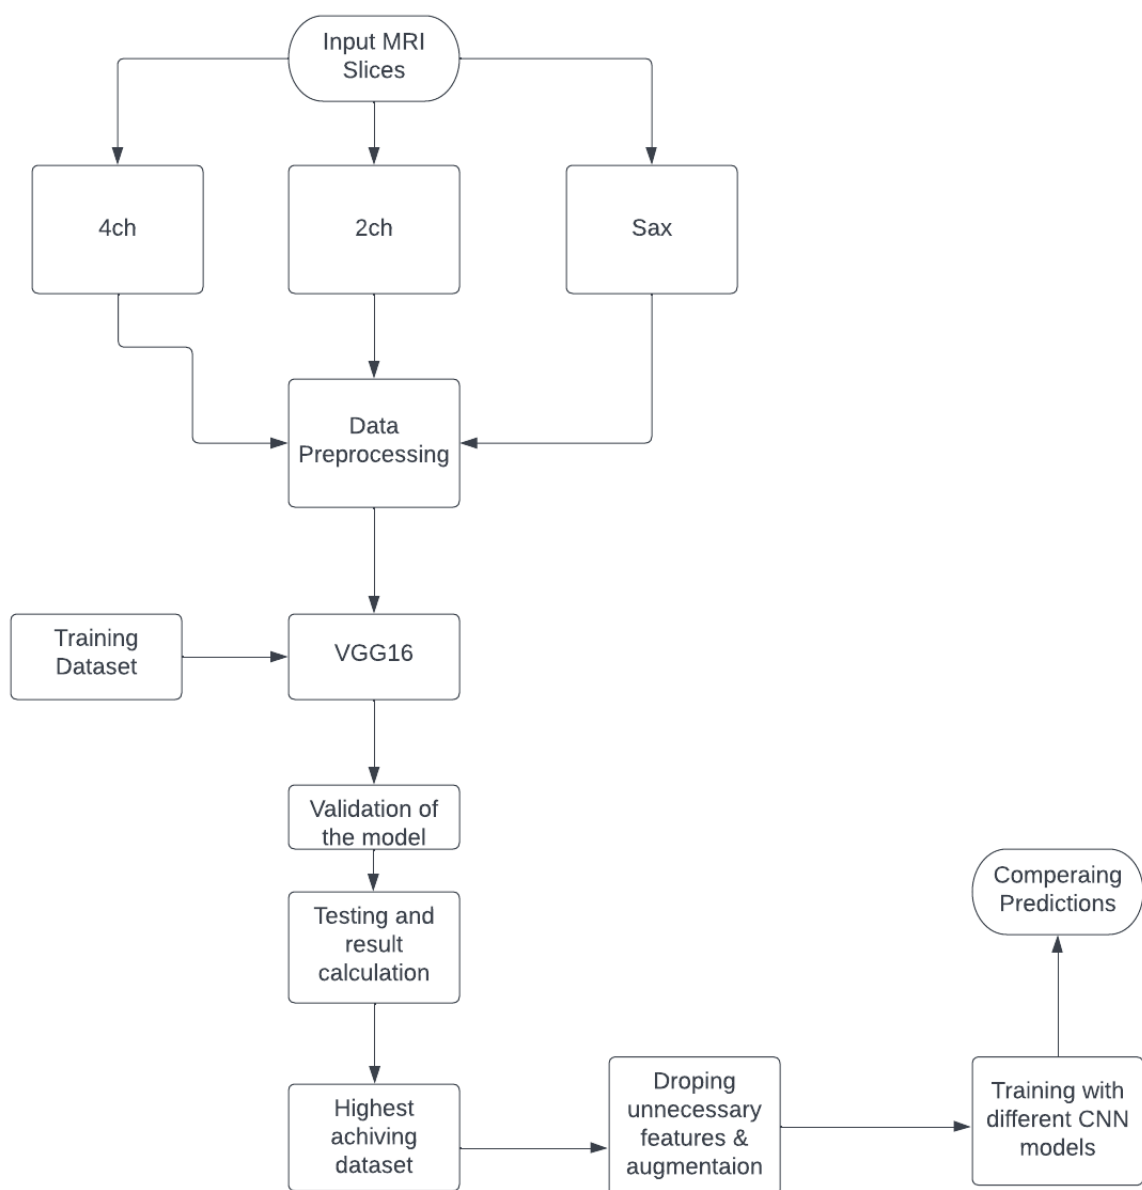 Input MRI
Slices
4ch
2ch
Sax
Data
Preprocessing
Training
Dataset
VGG16
Validation of
the model
Testing and
result
calculation
Highest
achiving
dataset
Droping
unnecessary
features &
augmentaion
Training with
different CNN
models
Comperaing
Predictions